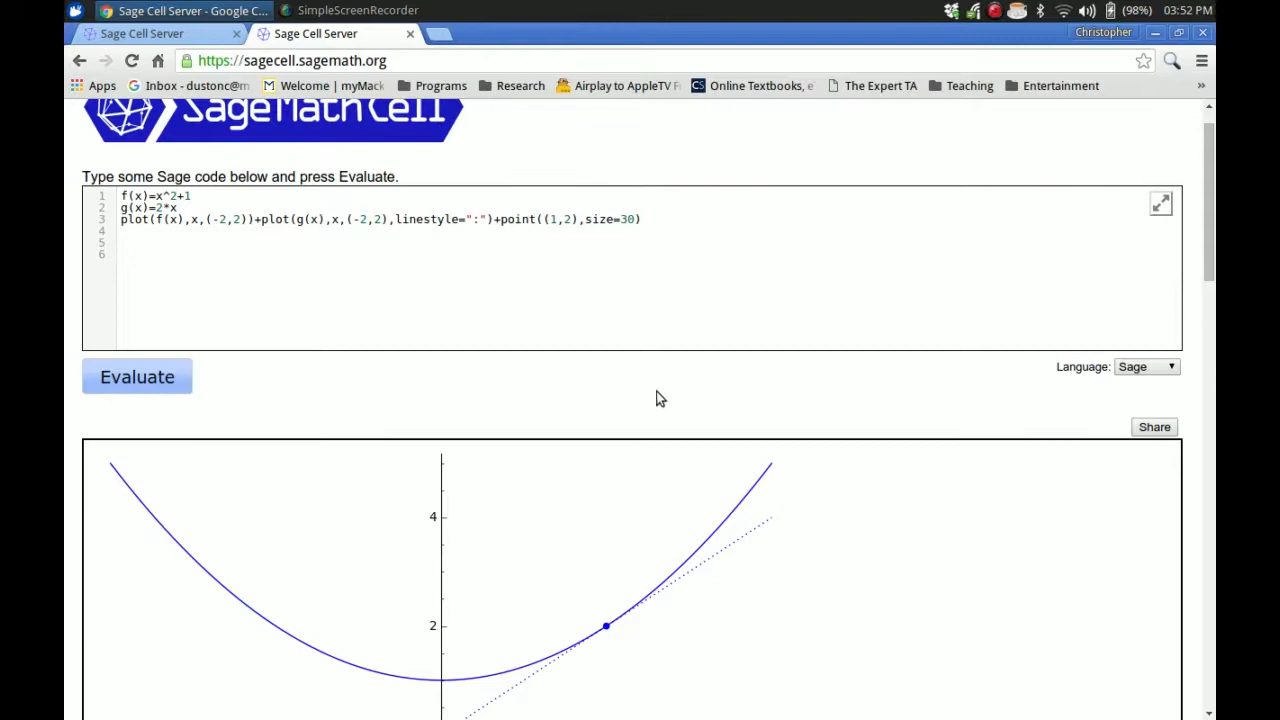 Sage Cell Server - Google C...
SimpleScreenRecorder
(98%)
03:52 PM
Sage Cell Server
Sage Cell Server
Christopher
https://sagecell.sagemath.org
Apps
Inbox - dustonc@m
Welcome | myMack
Programs
Research
Airplay to AppleTV F
Online Textbooks, e
The Expert TA
Teaching
Entertainment
»
SageMathCell
Type some Sage code below and press Evaluate.
1 f(x)=x^2+1
2 g(x)=2*x
3 plot(f(x),x,(-2,2))+plot(g(x),x,(-2,2),linestyle=":")+point((1,2),size=30)
4
5
6
Evaluate
Language: Sage
Share
4
2